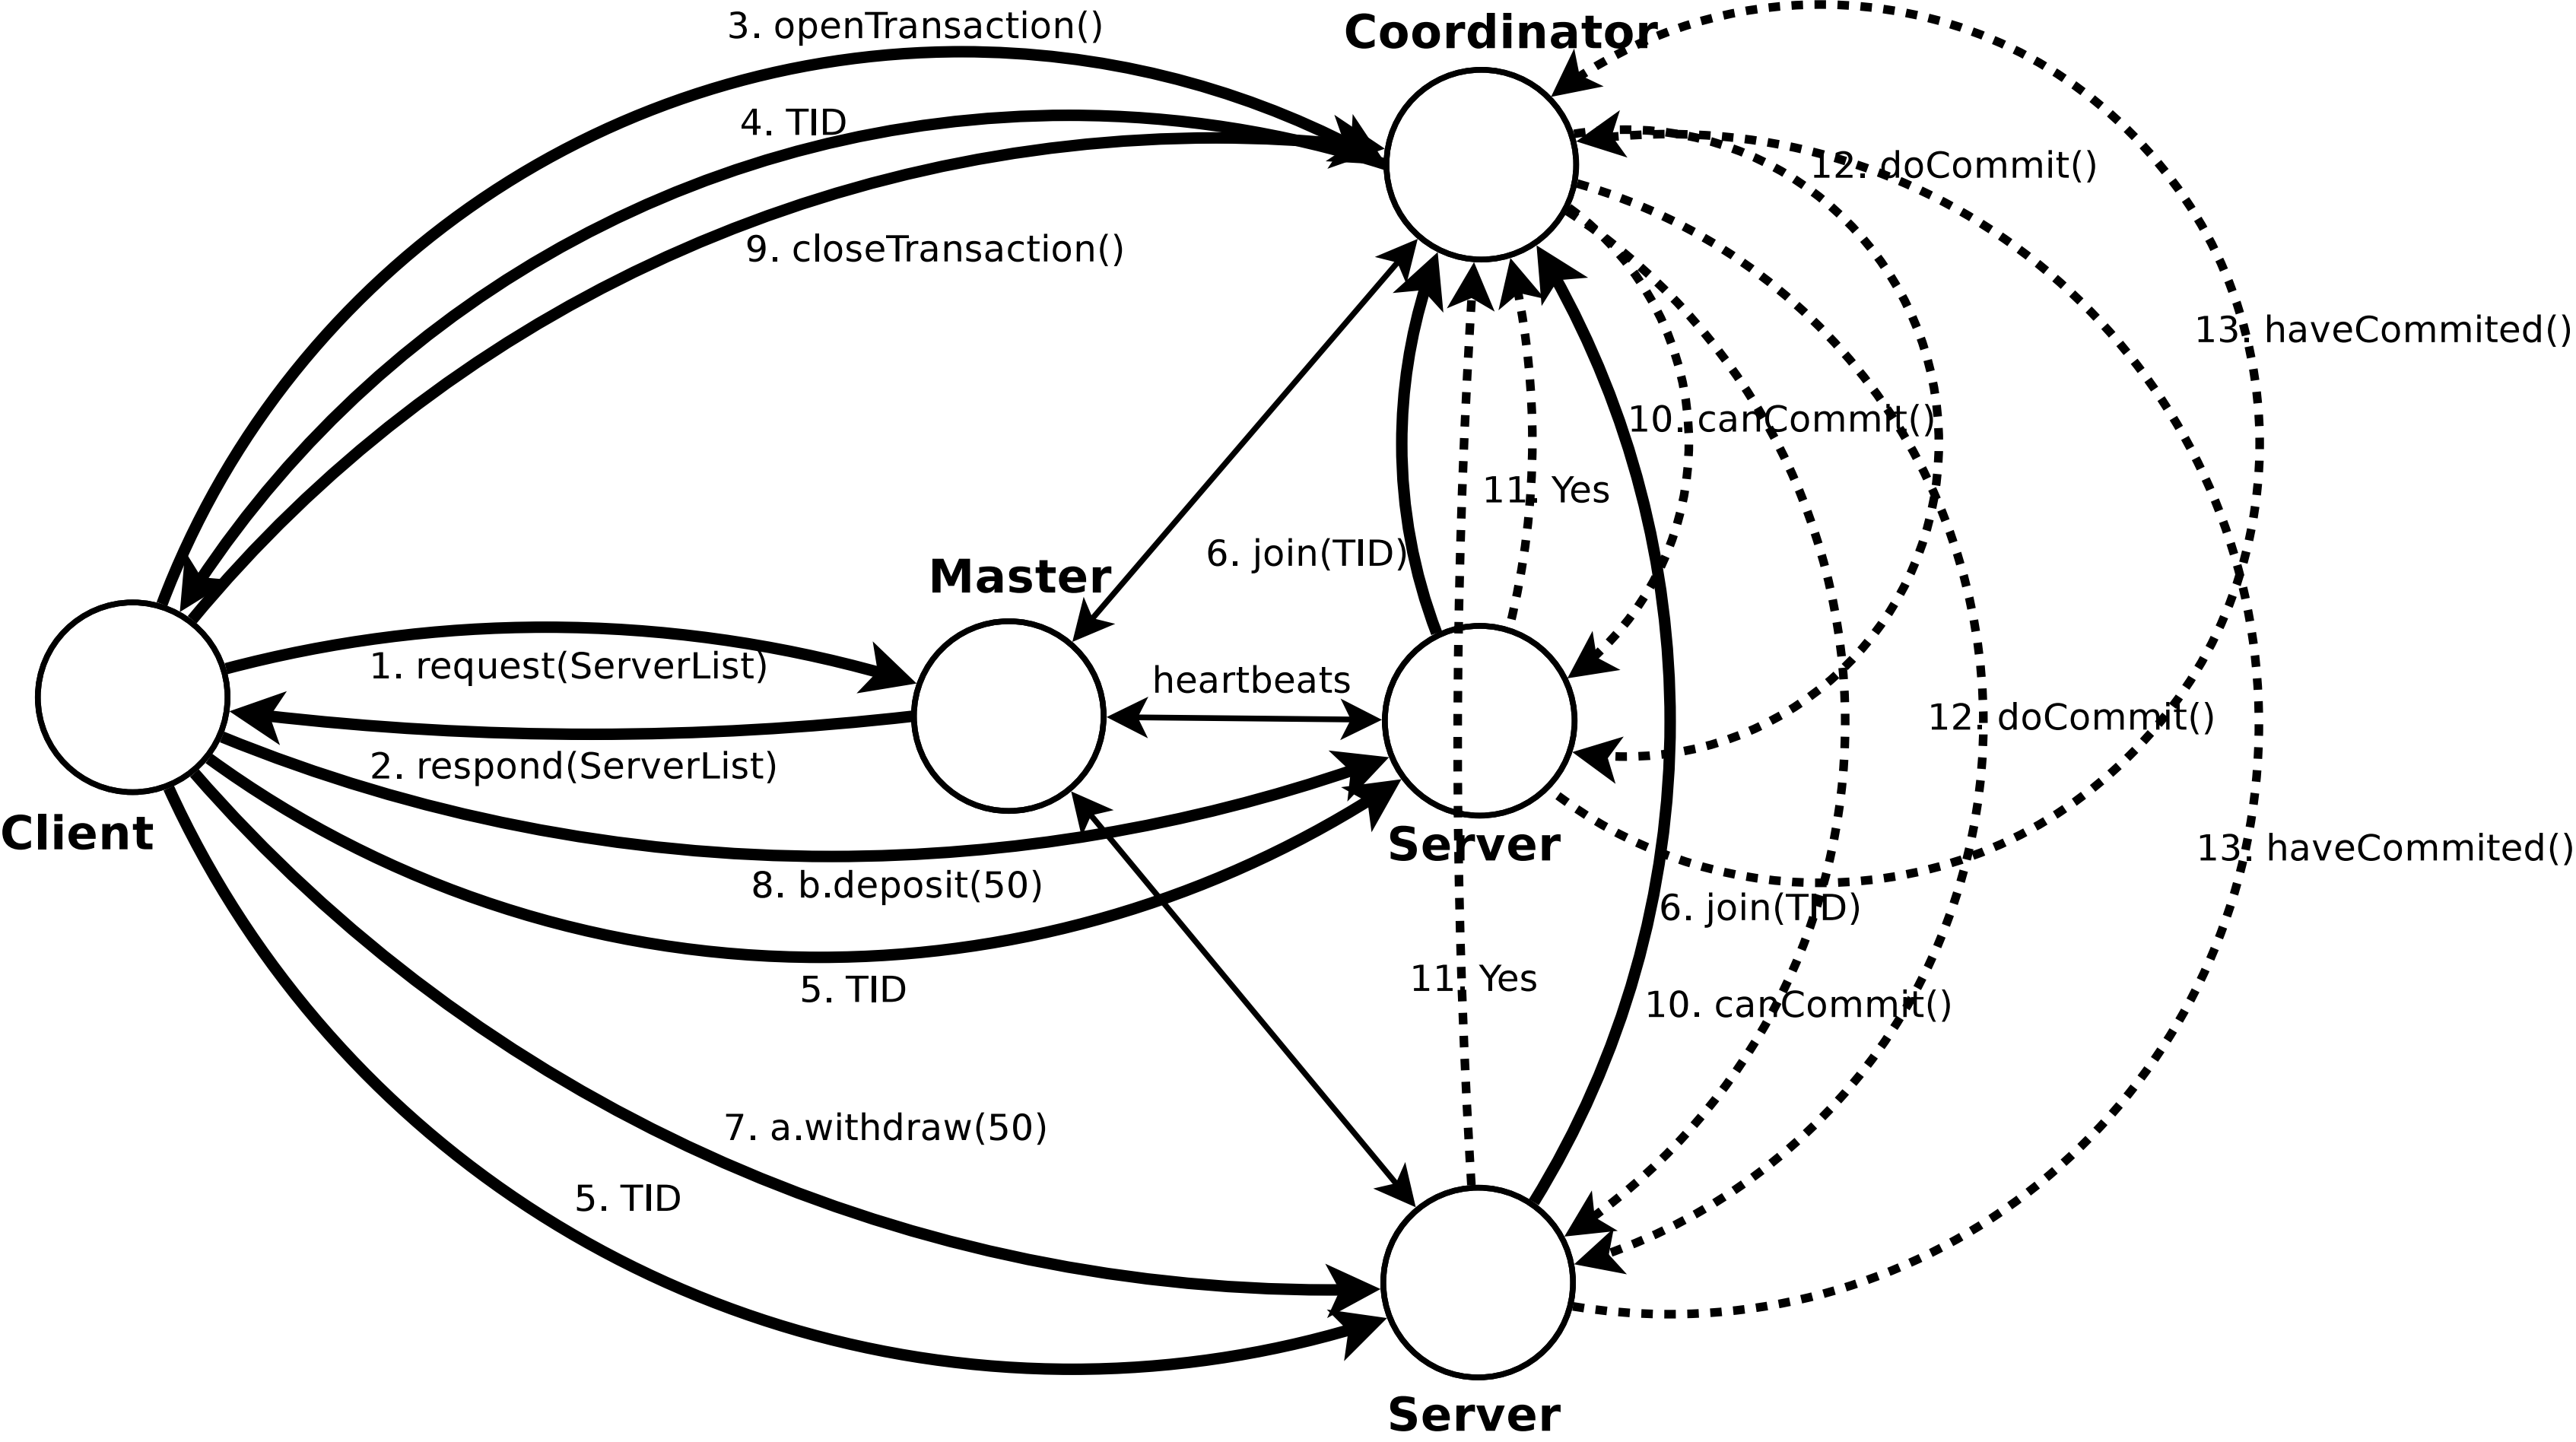 3. openTransaction()
Coordinator
4. TID
12. doCommit()
9. closeTransaction()
13. haveCommited()
10. canCommit()
11. Yes
6. join(TID)
Master
1. request(ServerList)
heartbeats
12. doCommit()
2. respond(ServerList)
Client
Server
13. haveCommited()
8. b.deposit(50)
6. join(TID)
11. Yes
5. TID
10. canCommit()
7. a.withdraw(50)
5. TID
Server